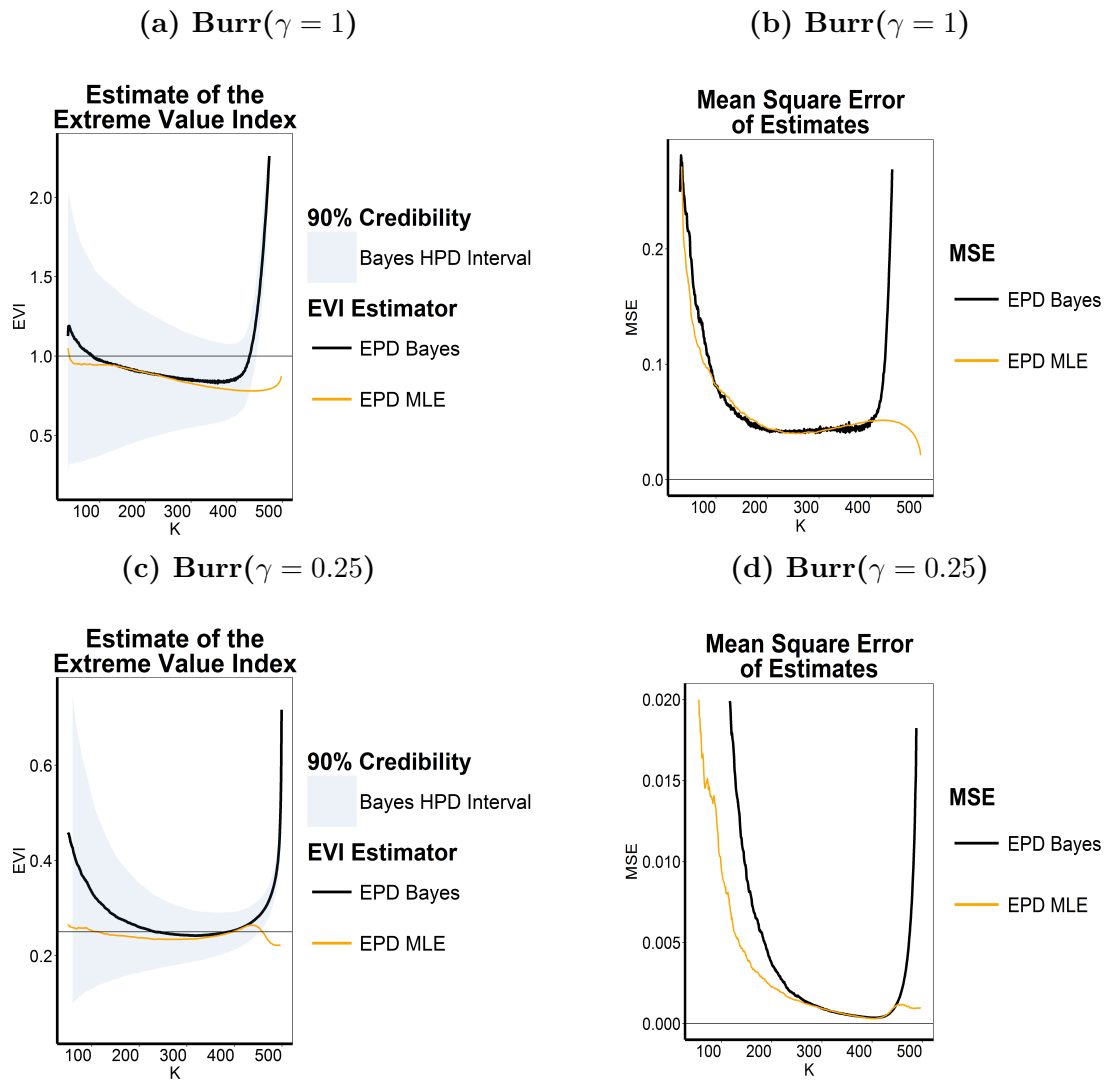 (a) Burr(γ = 1)
Estimate of the
Extreme Value Index
EVI
2.0
1.5
1.0
0.5
100 200 300 400 500
K
90% Credibility
Bayes HPD Interval
EVI Estimator
EPD Bayes
EPD MLE
(b) Burr(γ = 1)
Mean Square Error
of Estimates
MSE
0.2
0.1
0.0
100 200 300 400 500
K
MSE
EPD Bayes
EPD MLE
(c) Burr(γ = 0.25)
Estimate of the
Extreme Value Index
EVI
0.6
0.4
0.2
100 200 300 400 500
K
90% Credibility
Bayes HPD Interval
EVI Estimator
EPD Bayes
EPD MLE
(d) Burr(γ = 0.25)
Mean Square Error
of Estimates
MSE
0.020
0.015
0.010
0.005
0.000
100 200 300 400 500
K
MSE
EPD Bayes
EPD MLE